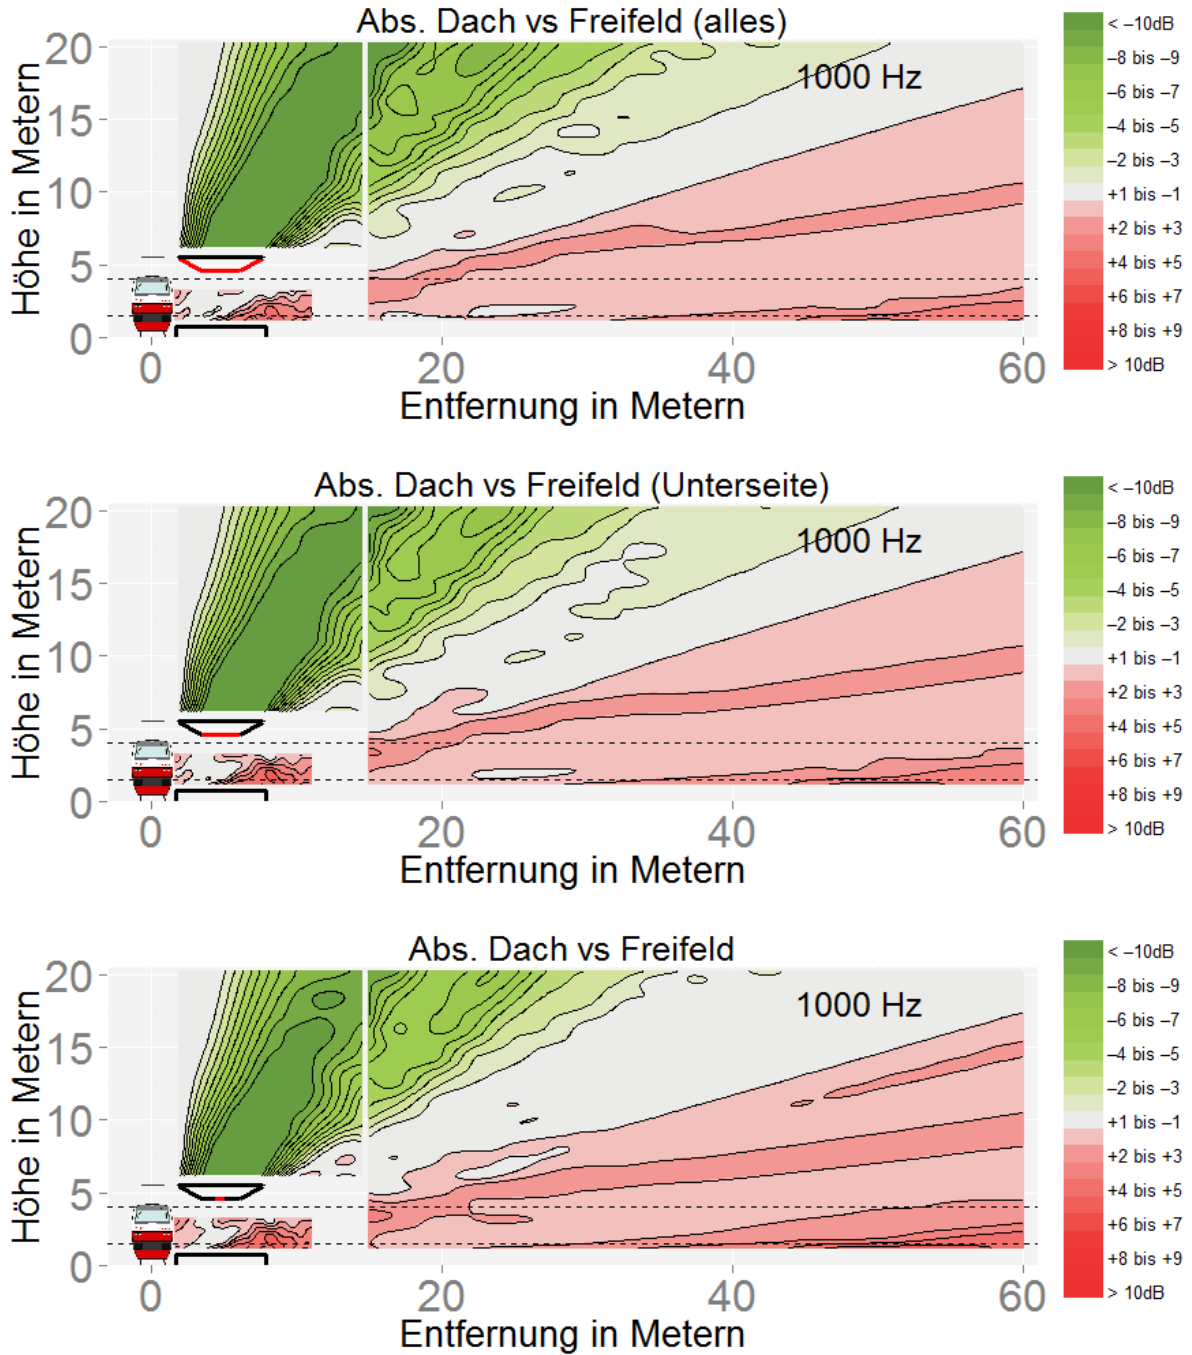 Abs. Dach vs Freifeld (alles)
1000 Hz
Höhe in Metern
20
15
10
5
0
0 20 40 60
Entfernung in Metern
< –10dB
–8 bis –9
–6 bis –7
–4 bis –5
–2 bis –3
+1 bis –1
+2 bis +3
+4 bis +5
+6 bis +7
+8 bis +9
> 10dB
Abs. Dach vs Freifeld (Unterseite)
1000 Hz
Höhe in Metern
20
15
10
5
0
0 20 40 60
Entfernung in Metern
< –10dB
–8 bis –9
–6 bis –7
–4 bis –5
–2 bis –3
+1 bis –1
+2 bis +3
+4 bis +5
+6 bis +7
+8 bis +9
> 10dB
Abs. Dach vs Freifeld
1000 Hz
Höhe in Metern
20
15
10
5
0
0 20 40 60
Entfernung in Metern
< –10dB
–8 bis –9
–6 bis –7
–4 bis –5
–2 bis –3
+1 bis –1
+2 bis +3
+4 bis +5
+6 bis +7
+8 bis +9
> 10dB